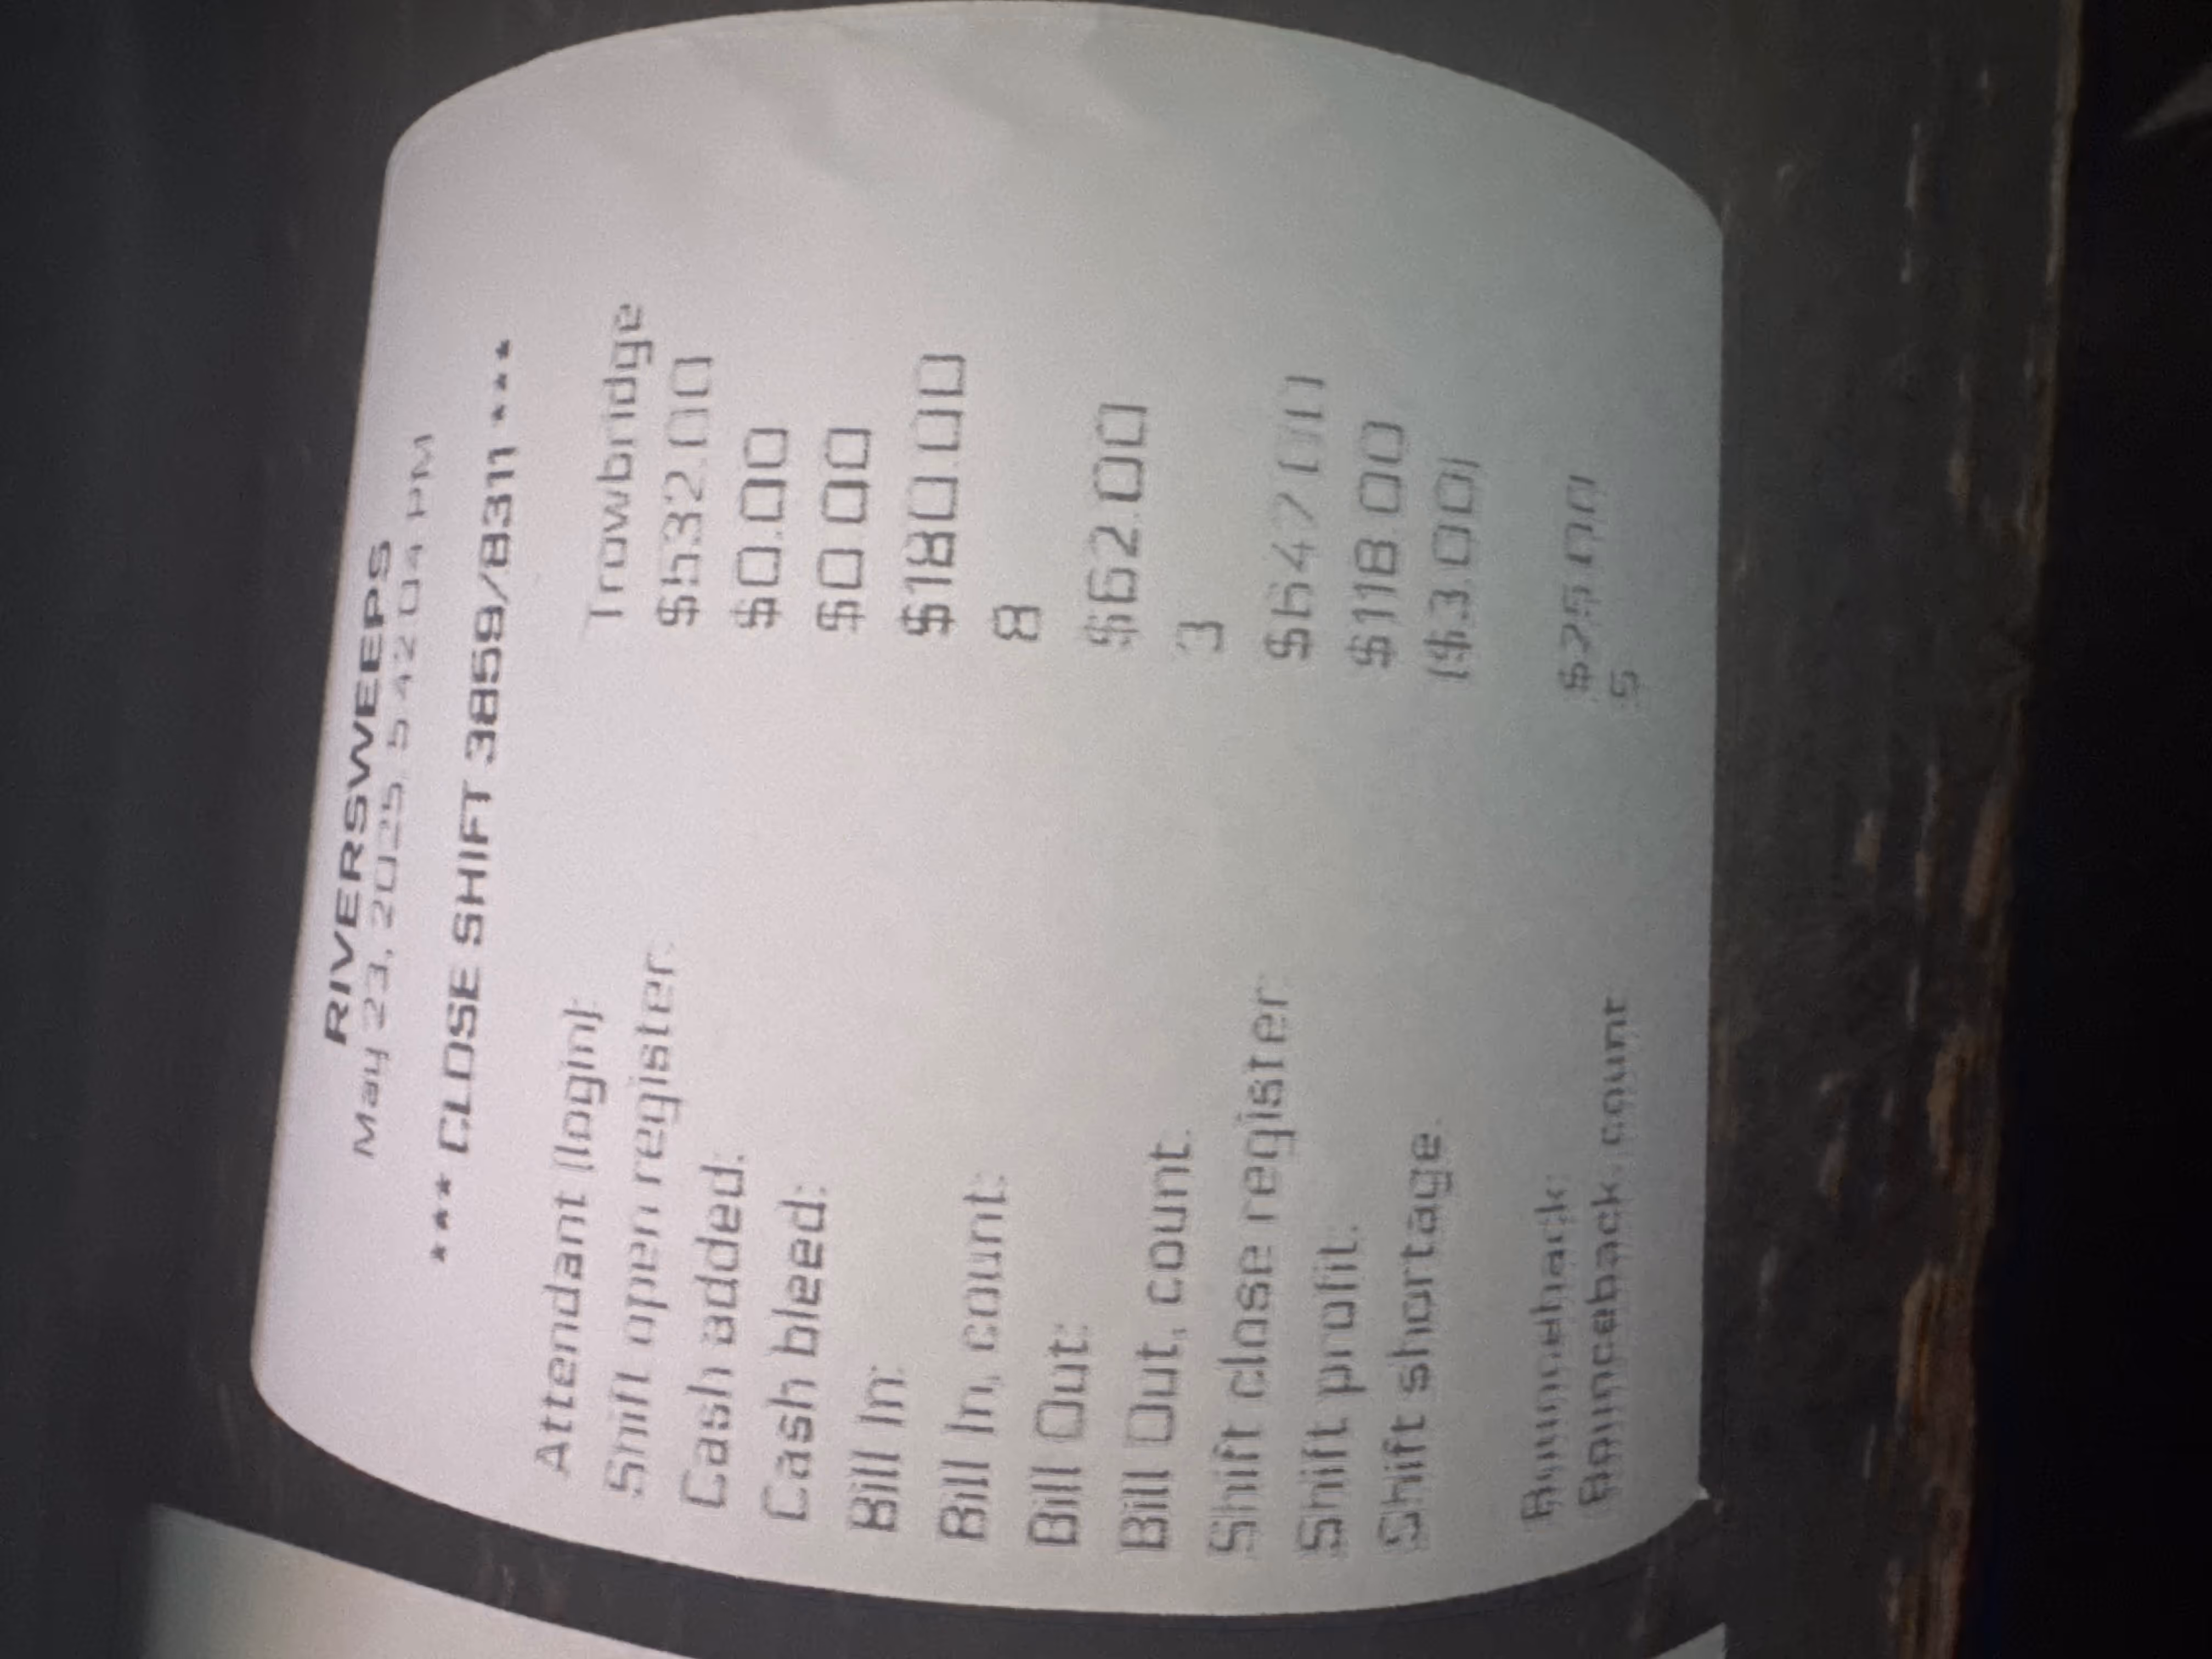 RIVERSWEEPS
May 23, 2025, 5:42:04 PM
*** CLOSE SHIFT 3859/8311 ***
Attendant (login): Trowbridge
Shift open register: $532.00
Cash added: $0.00
Cash bleed: $0.00
Bill In: $180.00
Bill In, count: 8
Bill Out: $62.00
Bill Out, count: 3
Shift close register: $647.00
Shift profit: $118.00
Shift shortage: ($3.00)
Bounceback: $25.00
Bounceback, count: 5